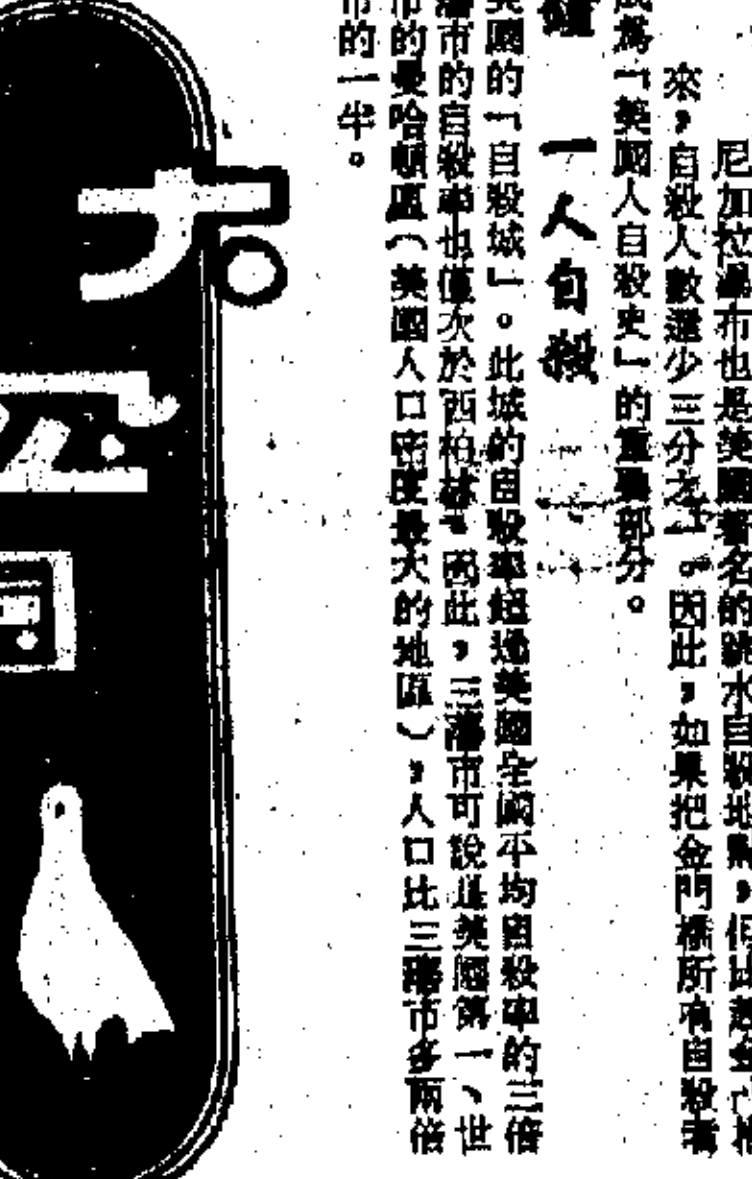 尼加拉瀑布也是美國著名的跳水自殺地點，但比起金門橋
來，自殺人數還少三分之一。因此，如果把金門橋所有自殺者
成為「美國人自殺史」的重要部分。
一人自殺
美國的「自殺城」。此城的自殺率超過美國全國平均自殺率的三倍
藩市的自殺率也僅次於西柏林。因此，三藩市可說是美國第一、世
市的曼哈頓區（美國人口密度最大的地區），人口比三藩市多兩倍
市的一半。